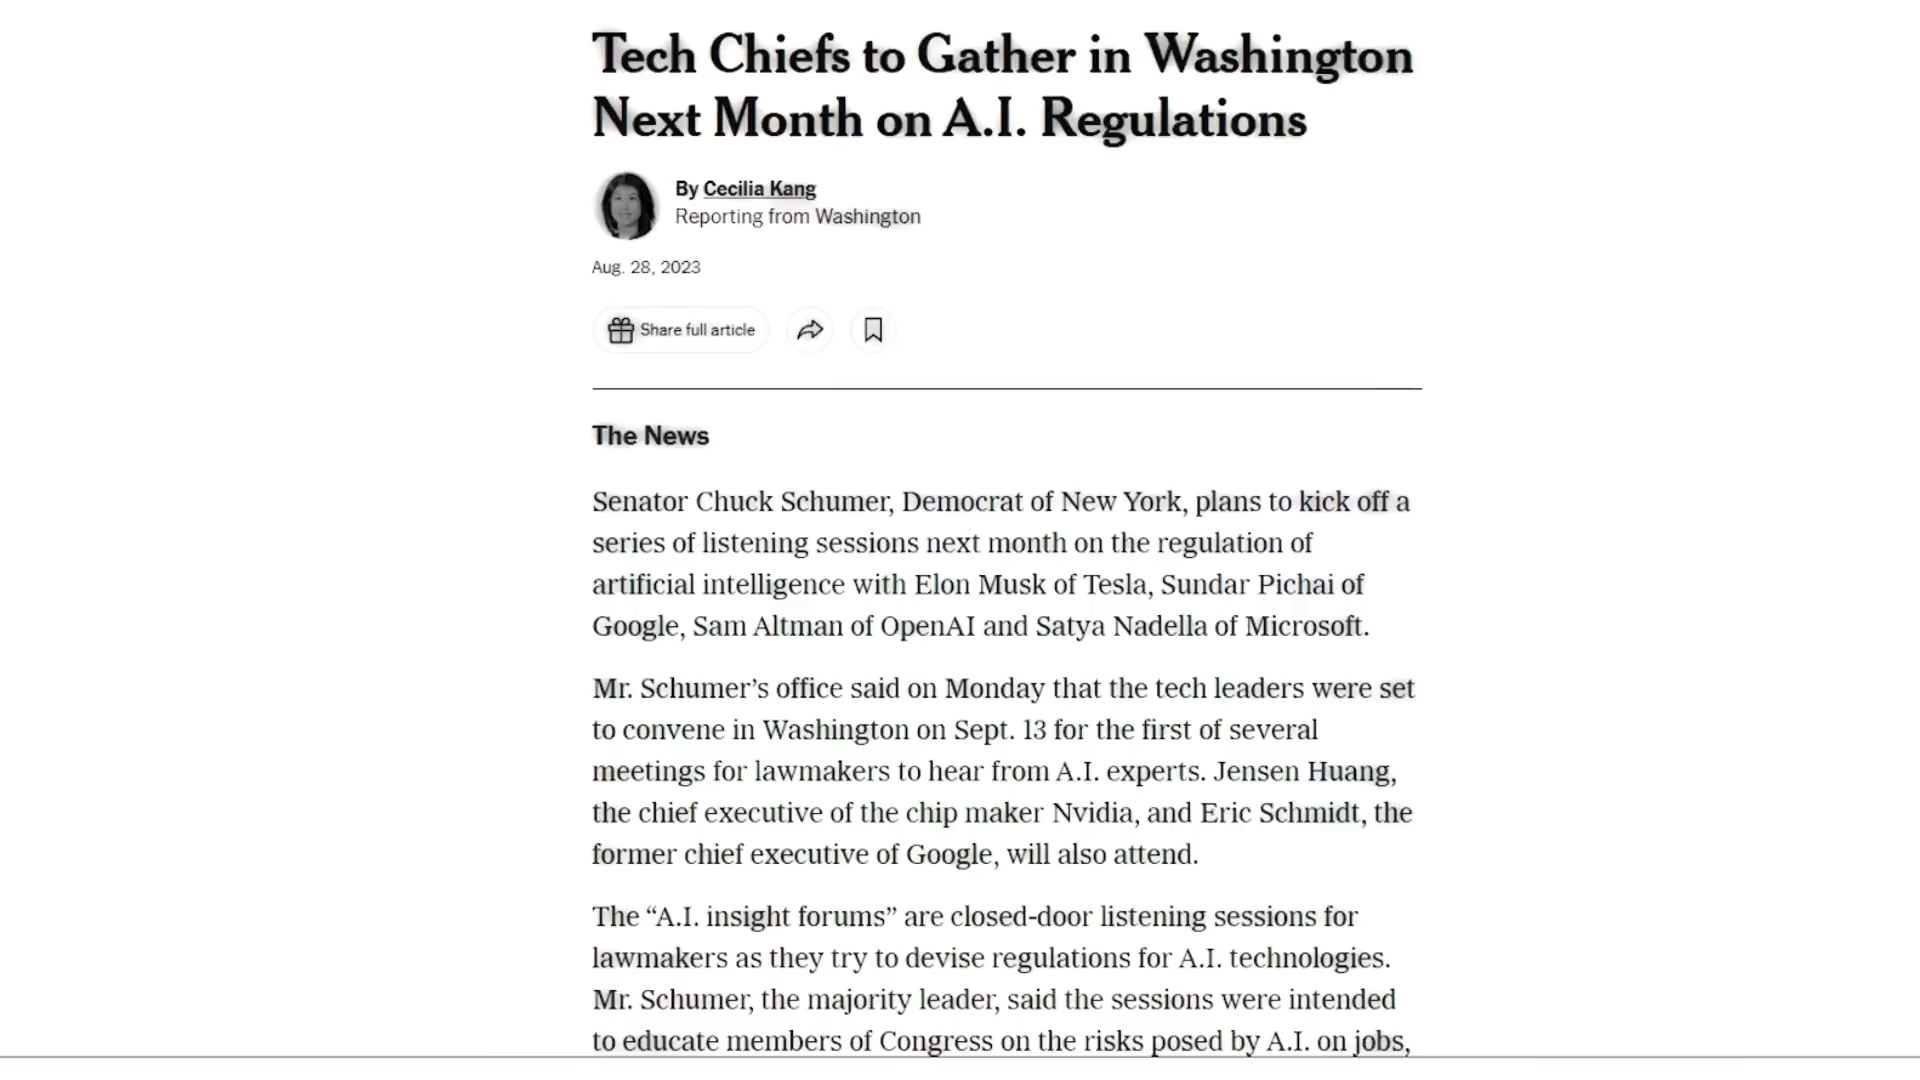 Tech Chiefs to Gather in Washington
Next Month on A.I. Regulations
By Cecilia Kang
Reporting from Washington
Aug. 28, 2023
Share full article
The News
Senator Chuck Schumer, Democrat of New York, plans to kick off a
series of listening sessions next month on the regulation of
artificial intelligence with Elon Musk of Tesla, Sundar Pichai of
Google, Sam Altman of OpenAI and Satya Nadella of Microsoft.
Mr. Schumer’s office said on Monday that the tech leaders were set
to convene in Washington on Sept. 13 for the first of several
meetings for lawmakers to hear from A.I. experts. Jensen Huang,
the chief executive of the chip maker Nvidia, and Eric Schmidt, the
former chief executive of Google, will also attend.
The “A.I. insight forums” are closed-door listening sessions for
lawmakers as they try to devise regulations for A.I. technologies.
Mr. Schumer, the majority leader, said the sessions were intended
to educate members of Congress on the risks posed by A.I. on jobs,